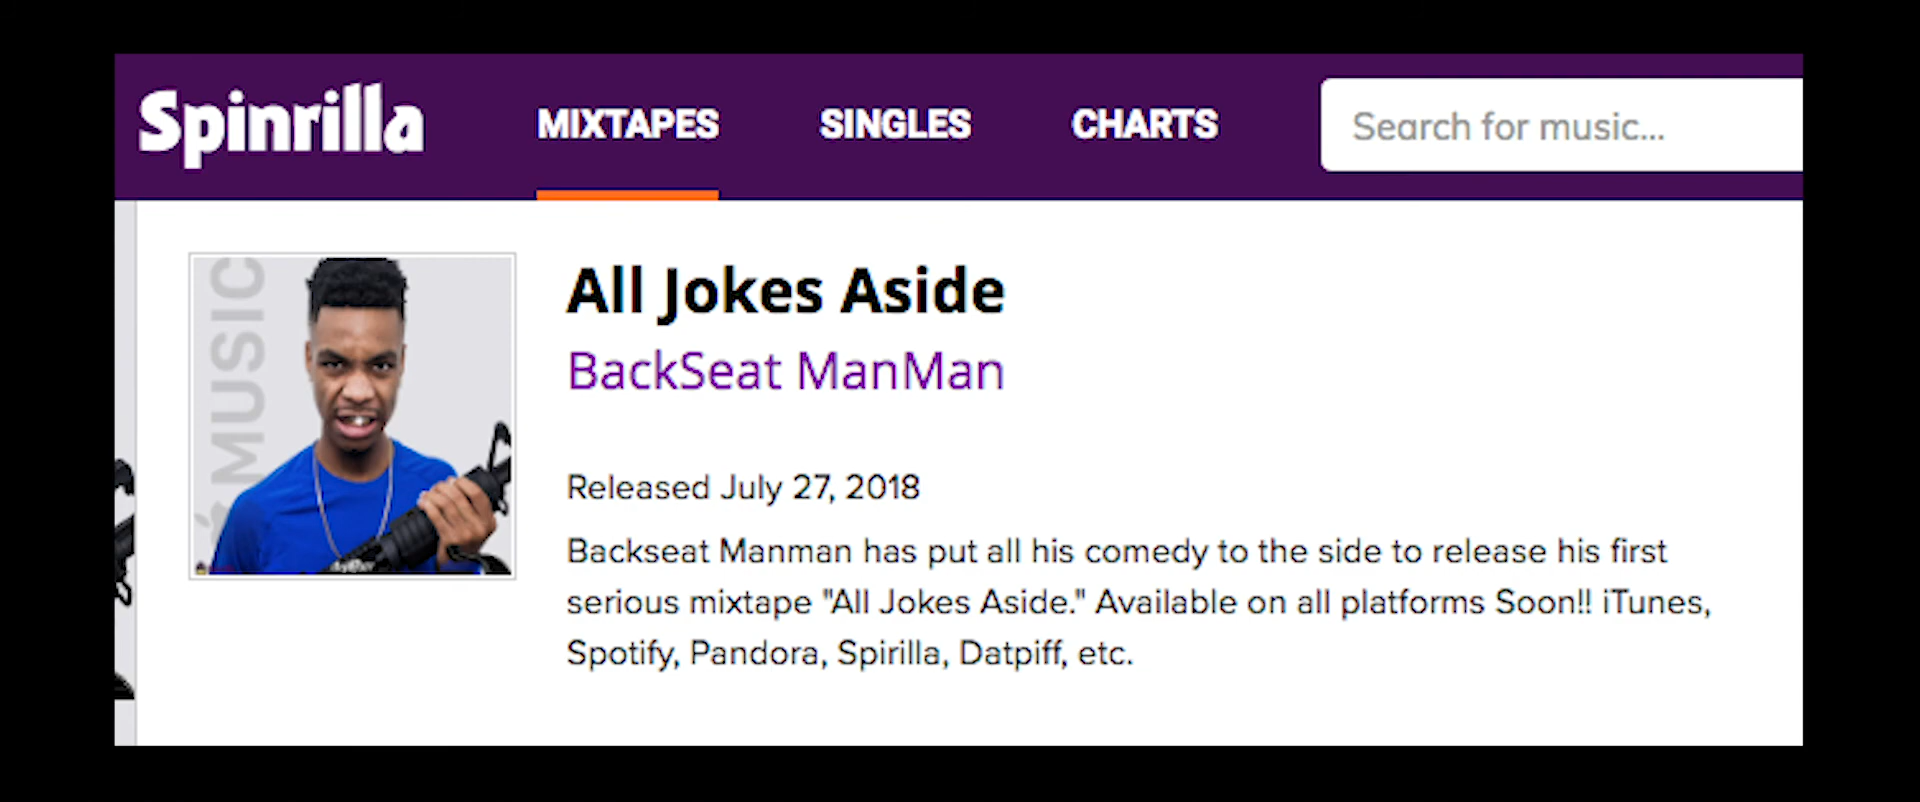 Spinrilla MIXTAPES SINGLES CHARTS Search for music...
MUSIC
All Jokes Aside
BackSeat ManMan
Released July 27, 2018
Backseat Manman has put all his comedy to the side to release his first
serious mixtape "All Jokes Aside." Available on all platforms Soon!! iTunes,
Spotify, Pandora, Spirilla, Datpiff, etc.